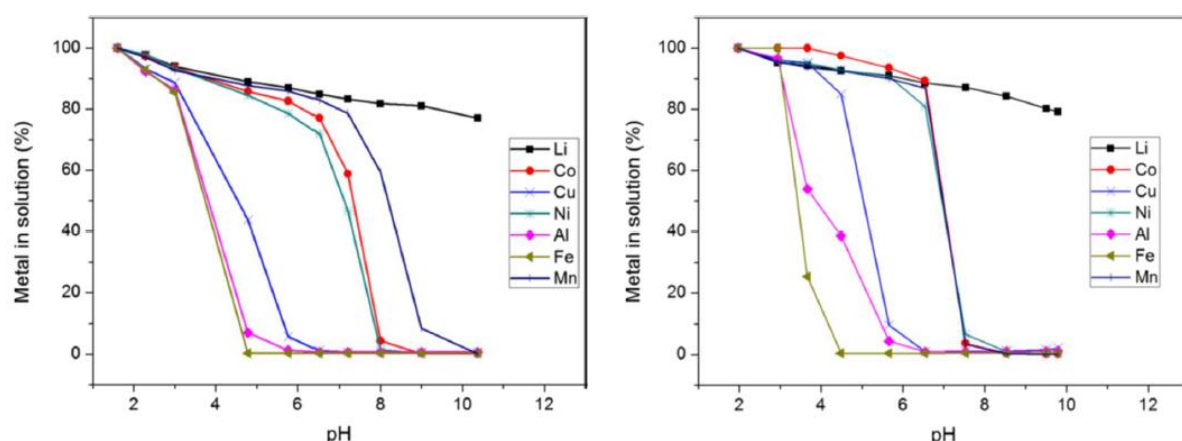 Metal in solution (%)
100
80
60
40
20
0
2
4
6
8
10
12
pH
Li
Co
Cu
Ni
Al
Fe
Mn
Metal in solution (%)
100
80
60
40
20
0
2
4
6
8
10
12
pH
Li
Co
Cu
Ni
Al
Fe
Mn